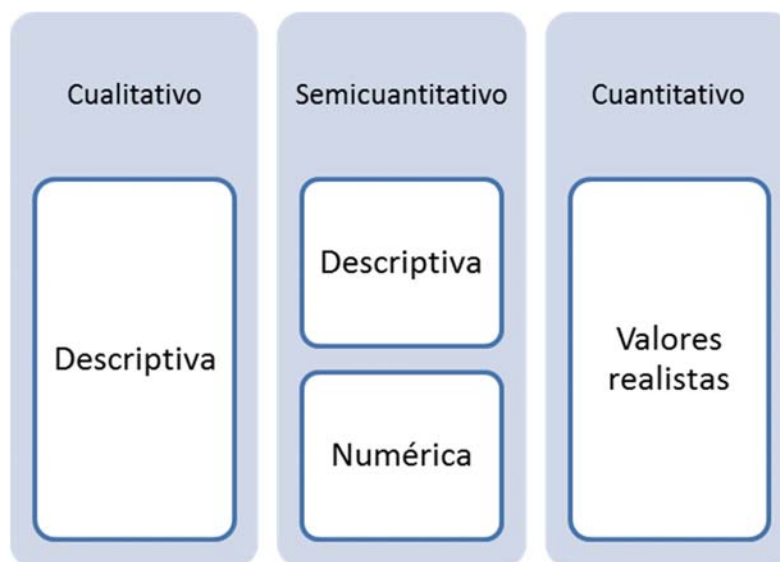 Cualitativo
Descriptiva
Semicuantitativo
Descriptiva
Numérica
Cuantitativo
Valores
realistas